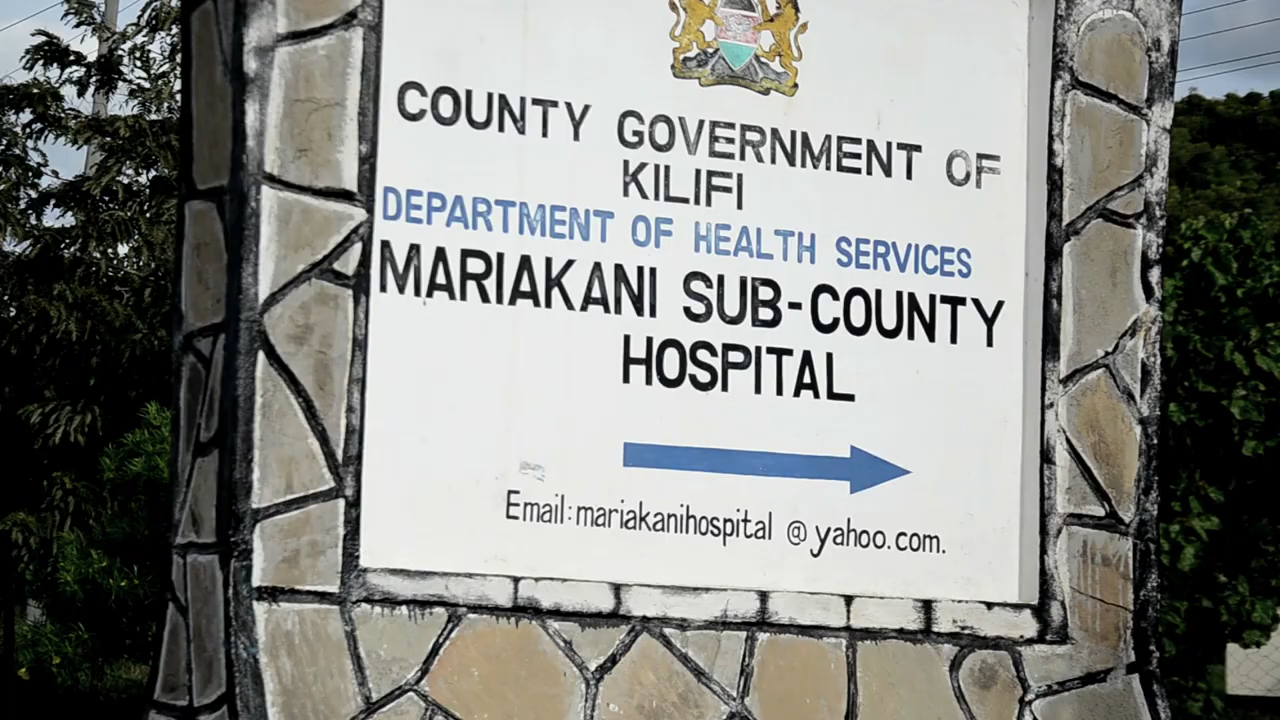 COUNTY GOVERNMENT OF
KILIFI
DEPARTMENT OF HEALTH SERVICES
MARIAKANI SUB-COUNTY
HOSPITAL
Email:mariakanihospital @yahoo.com.